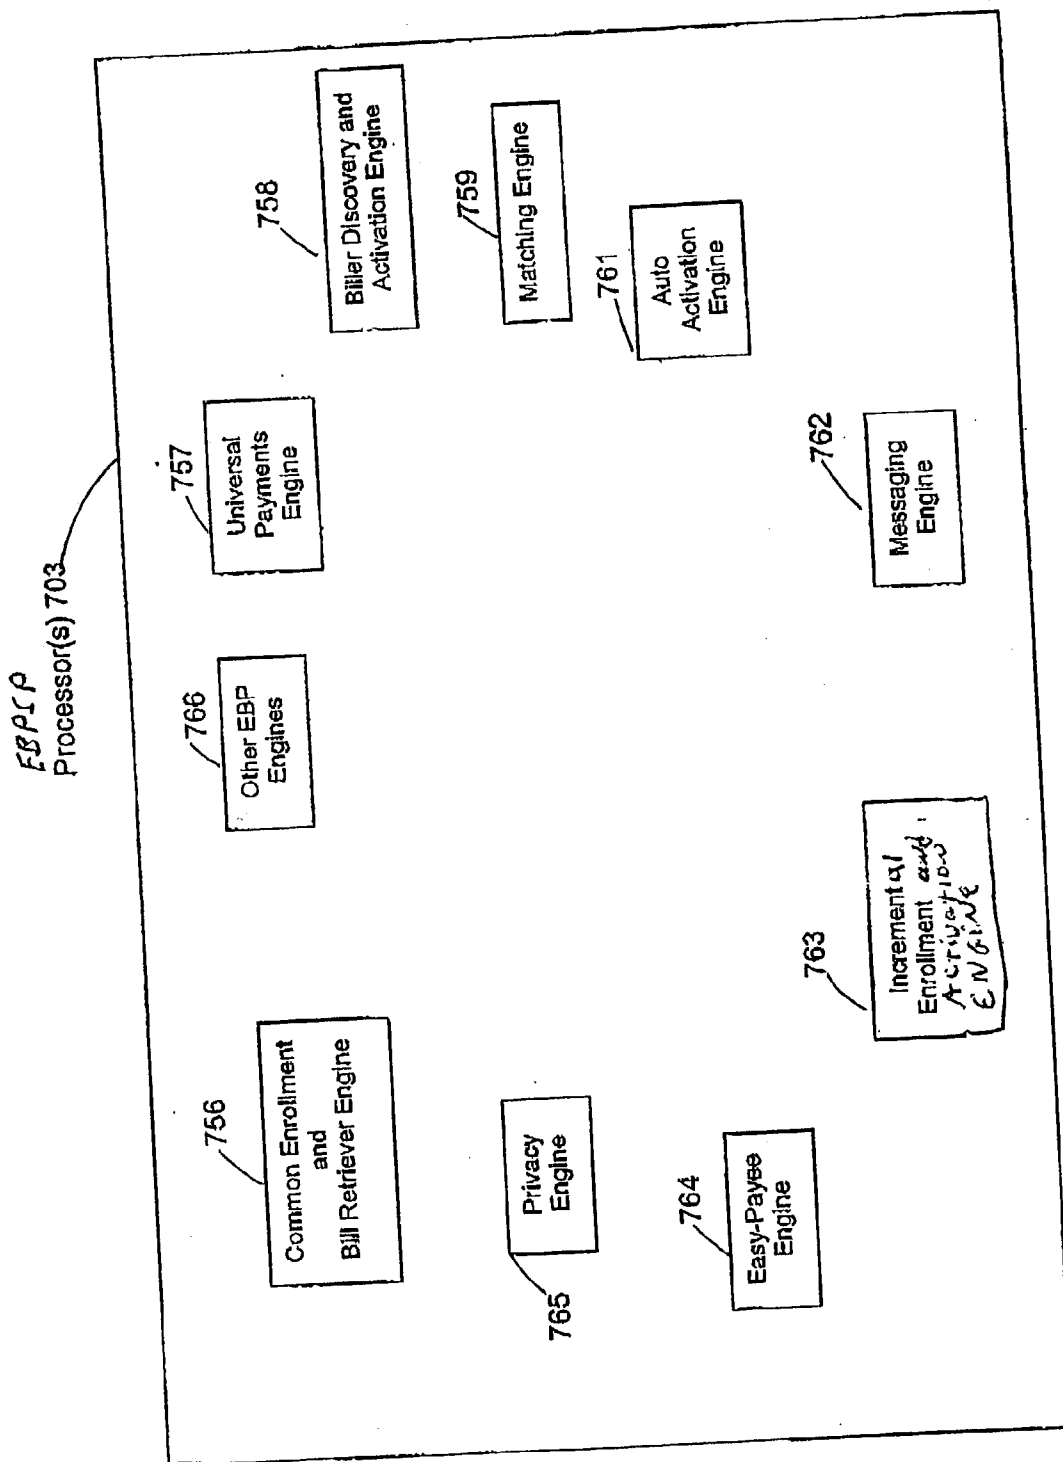 EBPSP
Processor(s) 703
756
Common Enrollment
and
Bill Retriever Engine
766
Other EBP
Engines
757
Universal
Payments
Engine
758
Biller Discovery and
Activation Engine
765
Privacy
Engine
759
Matching Engine
764
Easy-Payee
Engine
761
Auto
Activation
Engine
763
Incremental
Enrollment and
ACTIVATION
ENGINE
762
Messaging
Engine